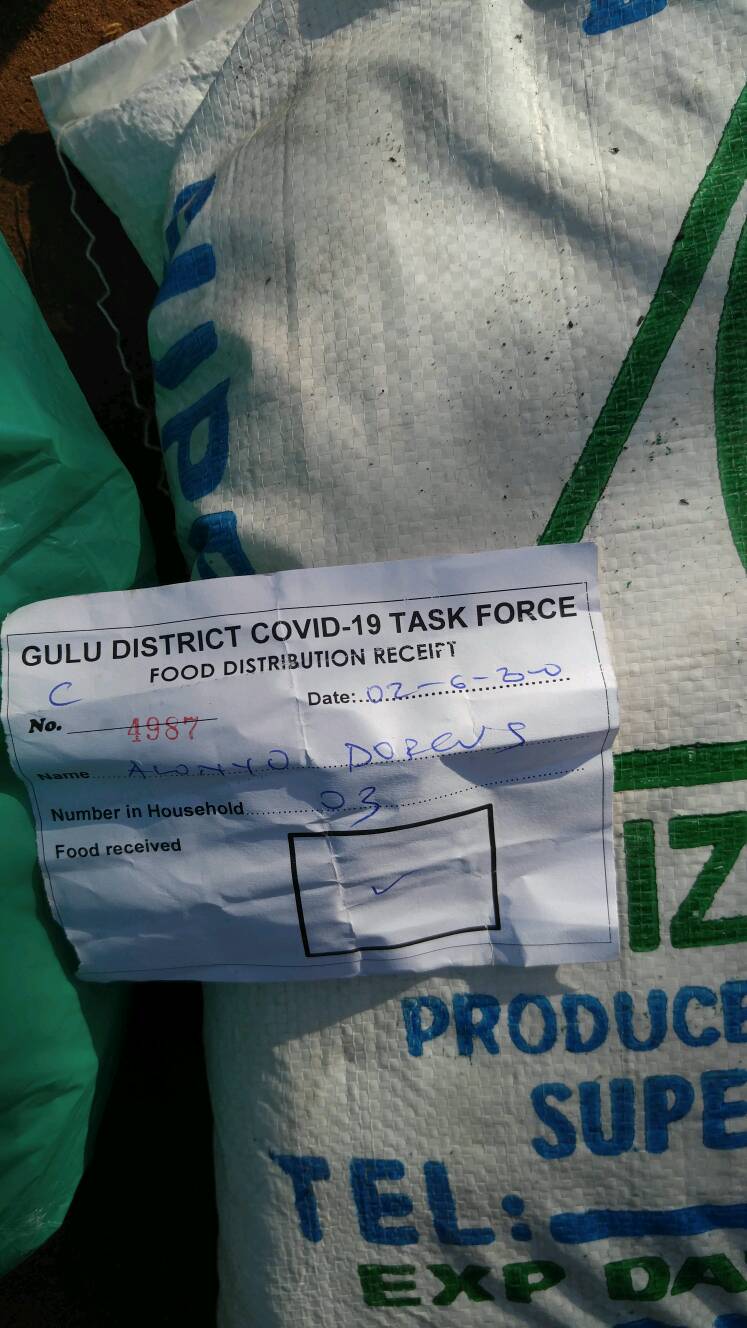 GULU DISTRICT COVID-19 TASK FORCE
FOOD DISTRIBUTION RECEIPT
C
Date: 02-6-20
No. 4987
Name
Number in Household 03
Food received
✓
IZ
PRODUCE
SUPE
TEL:
EXP DA